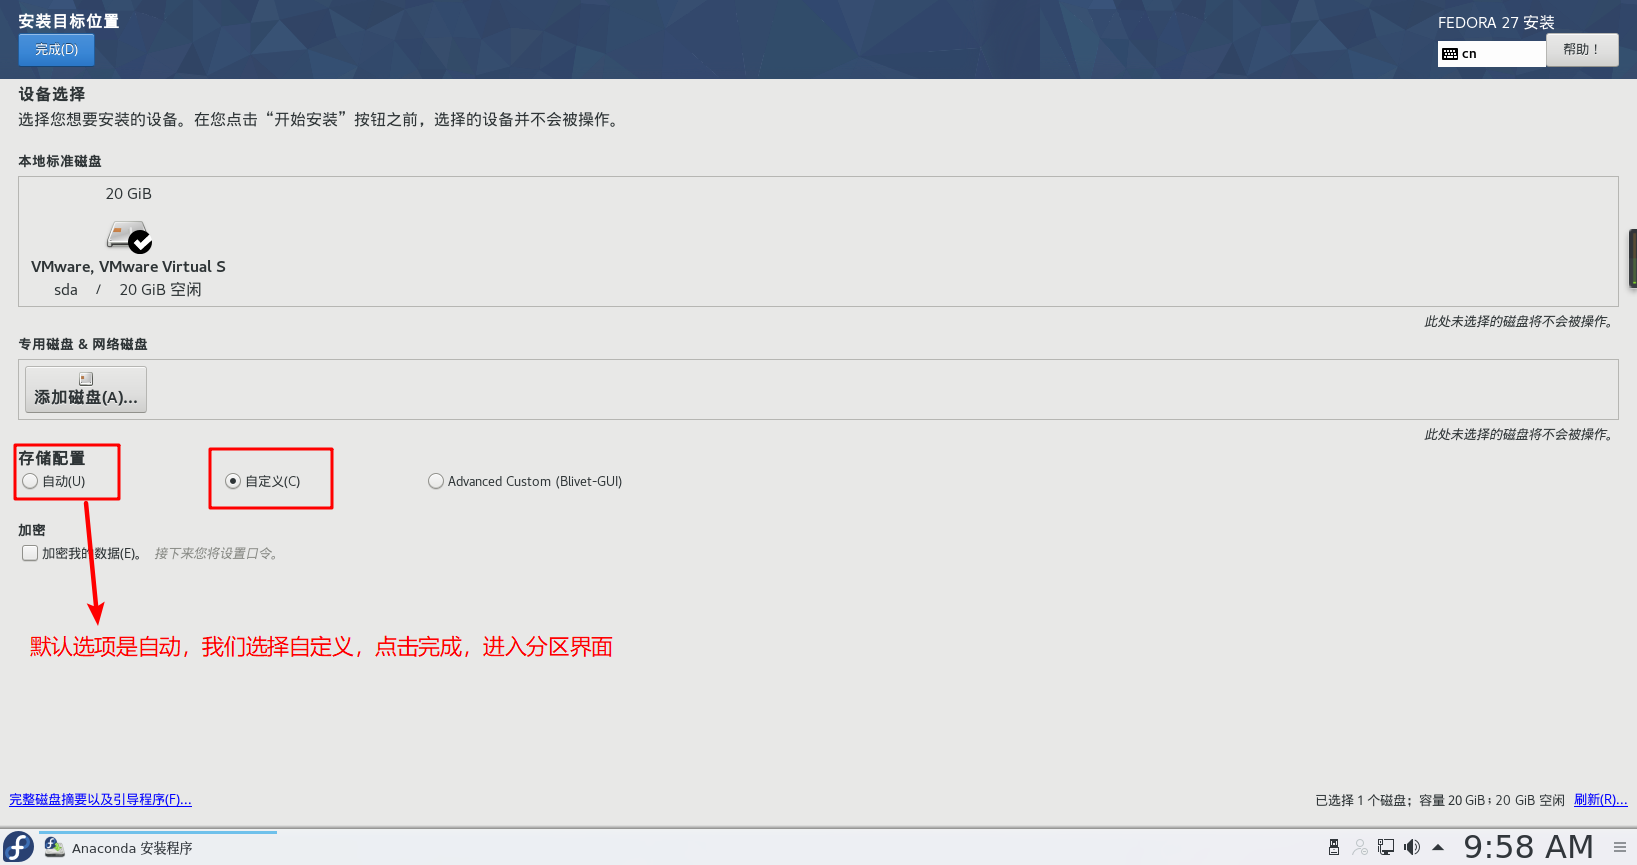 安装目标位置
FEDORA 27 安装
完成(D)
cn
帮助！
设备选择
选择您想要安装的设备。在您点击“开始安装”按钮之前，选择的设备并不会被操作。
本地标准磁盘
20 GiB
VMware, VMware Virtual S
sda / 20 GiB 空闲
此处未选择的磁盘将不会被操作。
专用磁盘 & 网络磁盘
添加磁盘(A)...
此处未选择的磁盘将不会被操作。
存储配置
自动(U)
自定义(C)
Advanced Custom (Blivet-GUI)
加密
加密我的数据(E)。 接下来您将设置口令。
默认选项是自动，我们选择自定义，点击完成，进入分区界面
完整磁盘摘要以及引导程序(F)...
已选择 1 个磁盘；容量 20 GiB；20 GiB 空闲 刷新(R)...
Anaconda 安装程序
9:58 AM